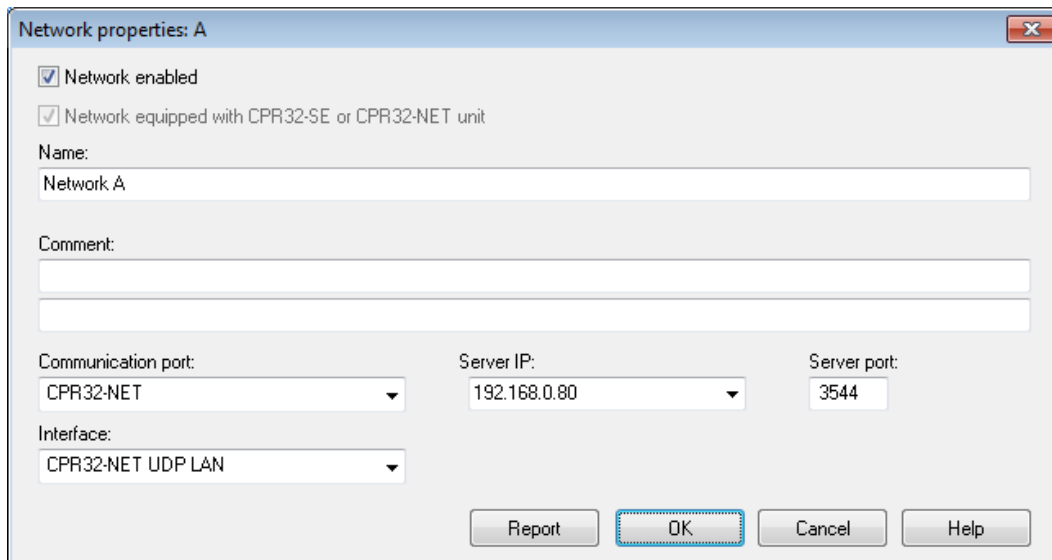 Network properties: A
Network enabled
Network equipped with CPR32-SE or CPR32-NET unit
Name:
Network A
Comment:
Communication port: Server IP: Server port:
CPR32-NET 192.168.0.80 3544
Interface:
CPR32-NET UDP LAN
Report OK Cancel Help